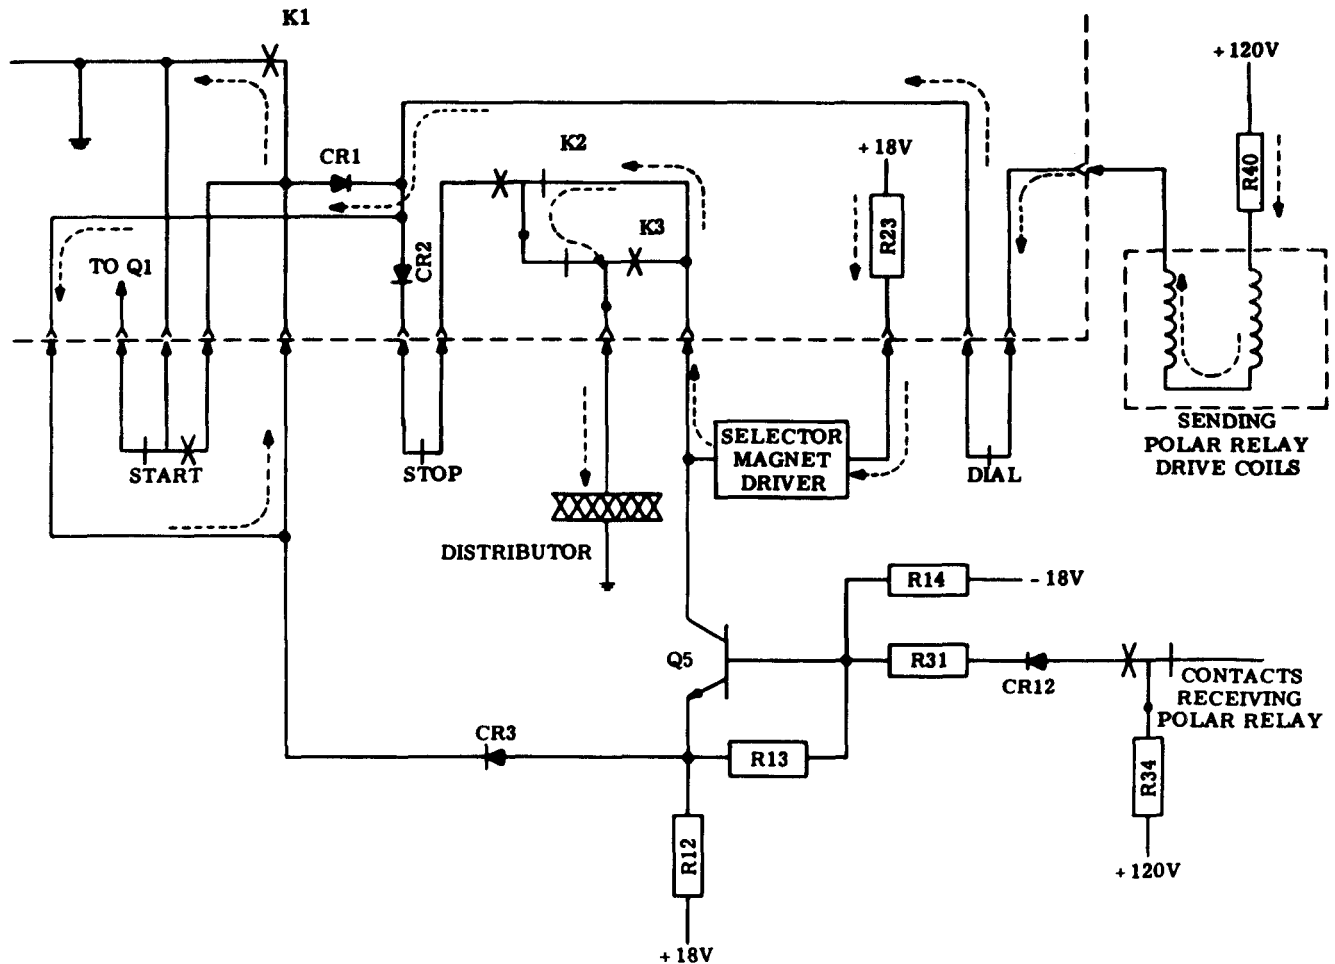 K1
+ 120V
K2
+ 18V
CR1
R40
K3
R23
CR2
TO Q1
START
STOP
SELECTOR
MAGNET
DRIVER
DIAL
SENDING
POLAR RELAY
DRIVE COILS
DISTRIBUTOR
R14
- 18V
Q5
R31
CR12
CONTACTS
RECEIVING
POLAR RELAY
CR3
R13
R34
R12
+ 120V
+ 18V